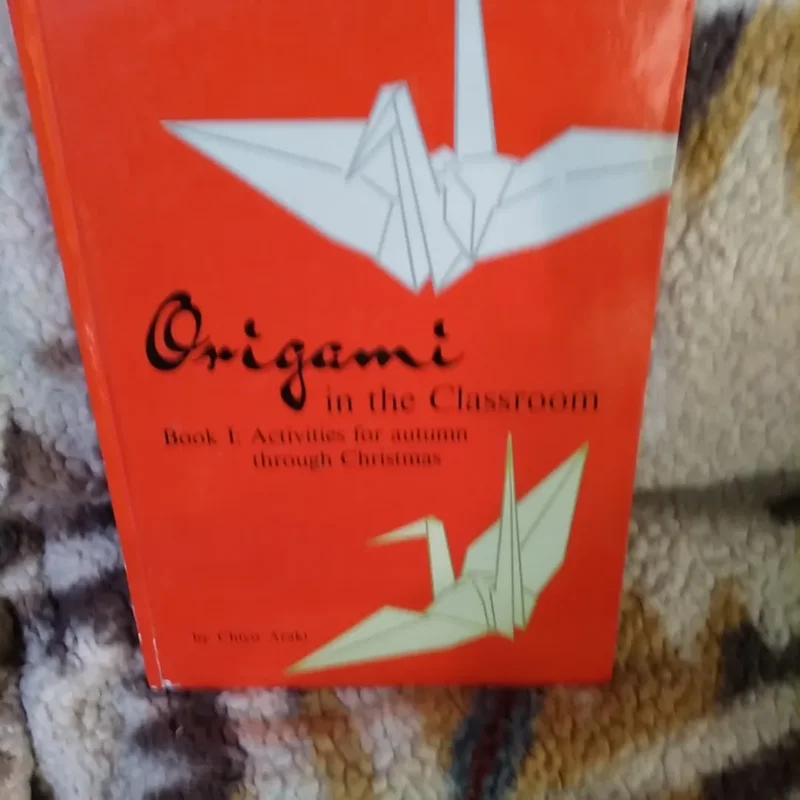 Origami
in the Classroom
Book I: Activities for autumn
through Christmas
by Chiyo Araki